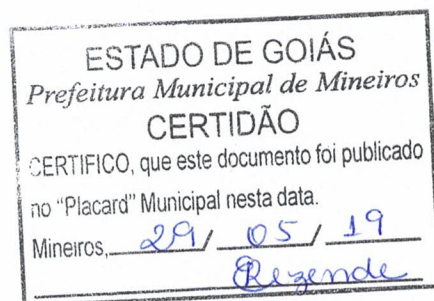 ESTADO DE GOIÁS
Prefeitura Municipal de Mineiros
CERTIDÃO
CERTIFICO, que este documento foi publicado
no "Placard" Municipal nesta data.
Mineiros, 29 / 05 / 19
Rezende